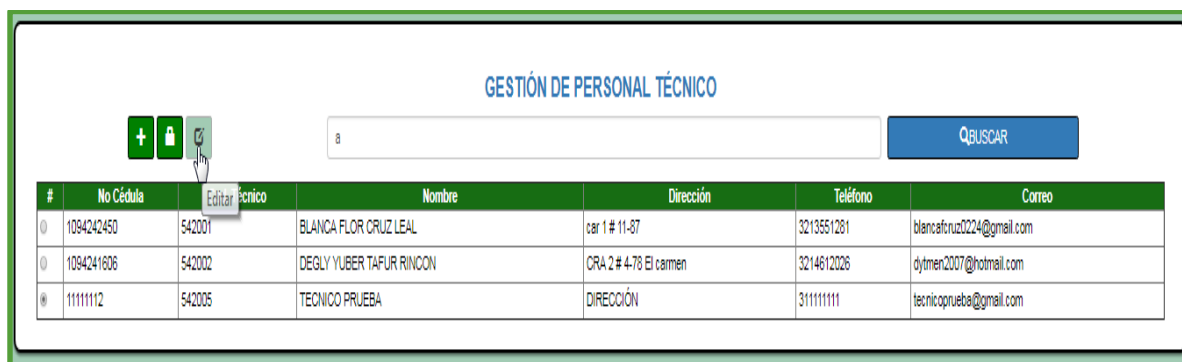 GESTIÓN DE PERSONAL TÉCNICO
+ a BUSCAR
# No Cédula Técnico Nombre Dirección Teléfono Correo
Editar
1094242450 542001 BLANCA FLOR CRUZ LEAL car 1 # 11-87 3213551281 blancafcruz0224@gmail.com
1094241606 542002 DEGLY YUBER TAFUR RINCON CRA 2 # 4-78 El carmen 3214612026 dytmen2007@hotmail.com
11111112 542005 TECNICO PRUEBA DIRECCIÓN 311111111 tecnicoprueba@gmail.com